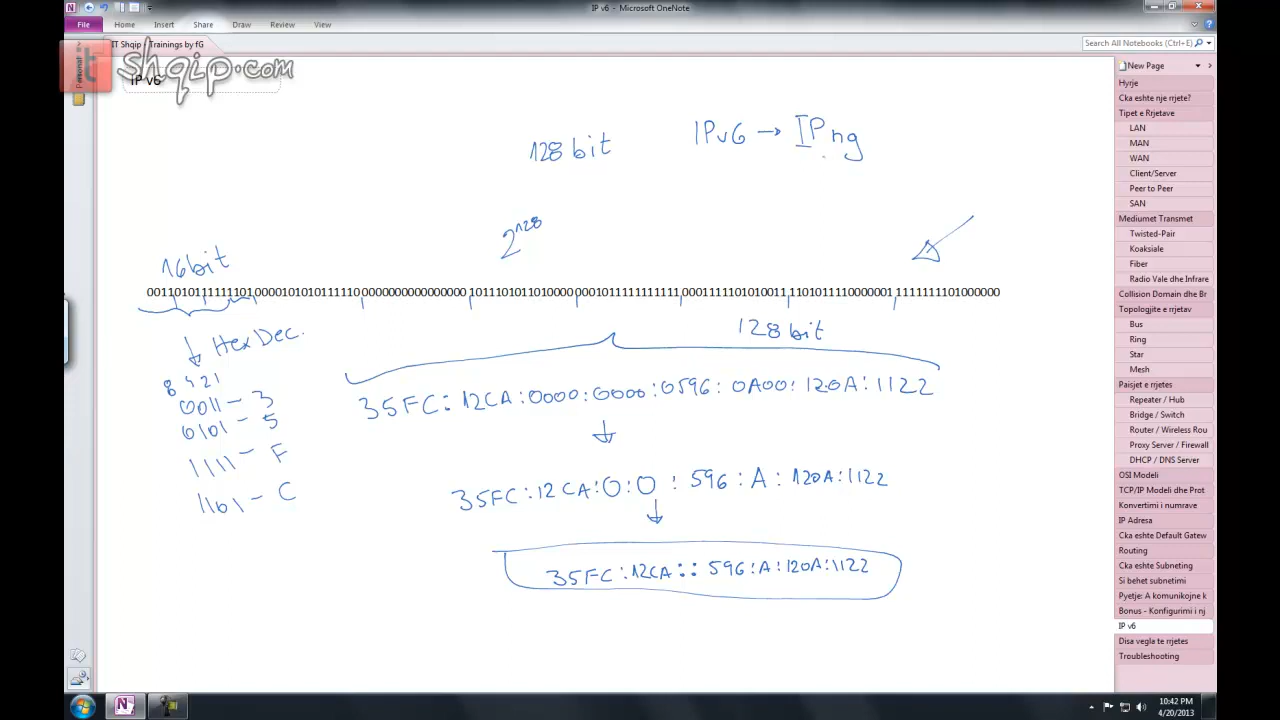 IP v6 - Microsoft OneNote
File Home Insert Share Draw Review View
IT Shqip - Trainings by fG
Search All Notebooks (Ctrl+E)
shqip.com
IP v6
128 bit
IPv6 → IPng
2^128
16bit
128 bit
HexDec.
8 4 2 1
0011 - 3
0101 - 5
1111 - F
1101 - C
35FC:12CA:0000:0000:0596:0A00:120A:1122
35FC:12CA:0:0:596:A:120A:1122
35FC:12CA::596:A:120A:1122
New Page
Hyrje
Cka eshte nje rrjete?
Tipet e Rrjetave
LAN
MAN
WAN
Client/Server
Peer to Peer
SAN
Mediumet Transmet
Twisted-Pair
Koaksiale
Fiber
Radio Vale dhe Infrare
Collision Domain dhe Br
Topologjite e rrjetav
Bus
Ring
Star
Mesh
Paisjet e rrjetes
Repeater / Hub
Bridge / Switch
Router / Wireless Rou
Proxy Server / Firewall
DHCP / DNS Server
OSI Modeli
TCP/IP Modeli dhe Prot
Konvertimi i numrave
IP Adresa
Cka eshte Default Gatew
Routing
Cka eshte Subneting
Si behet subnetimi
Pyetje: A komunikojne k
Bonus - Konfigurimi i nj
IP v6
Disa vegla te rrjetes
Troubleshooting
10:42 PM
4/20/2013